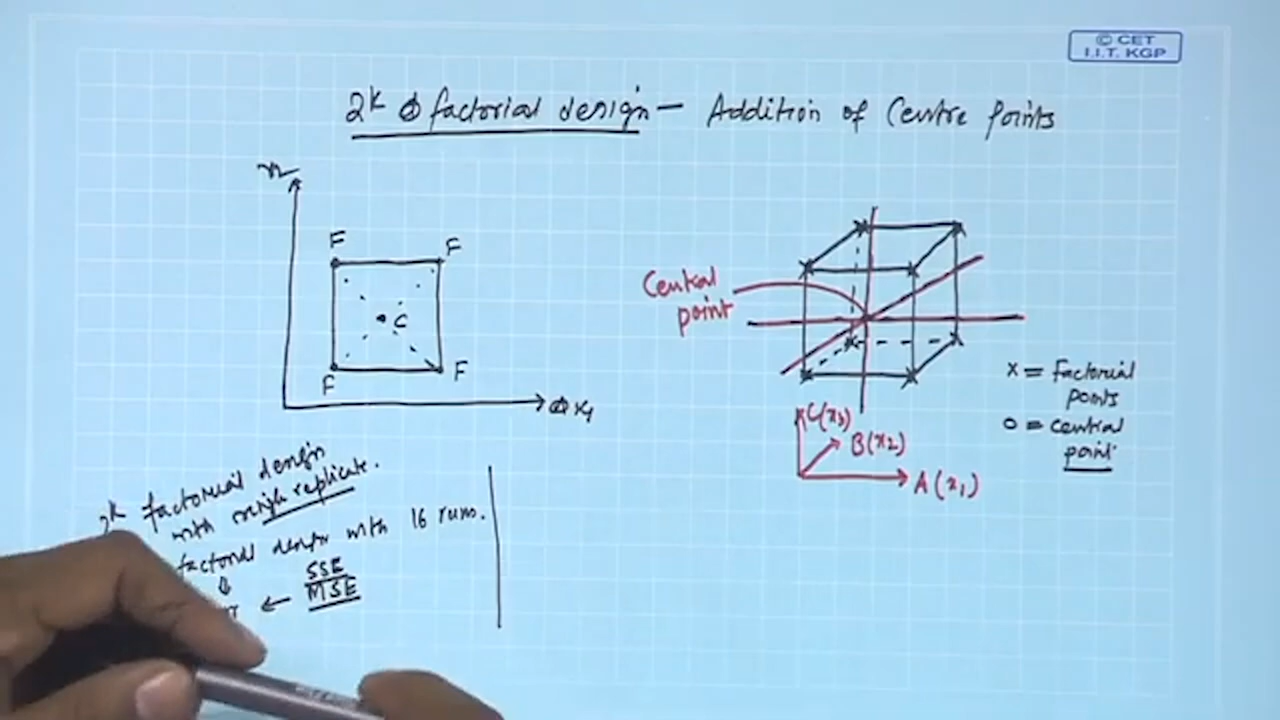 © CET
I.I.T. KGP
2K factorial design – Addition of Centre Points
F
F
C
F
F
Central
point
C(x3)
B(x2)
A(x1)
x = Factorial
points
O = central
point
2K factorial design
with single replicate.
factorial design with 16 runs.
SSE
← MSE